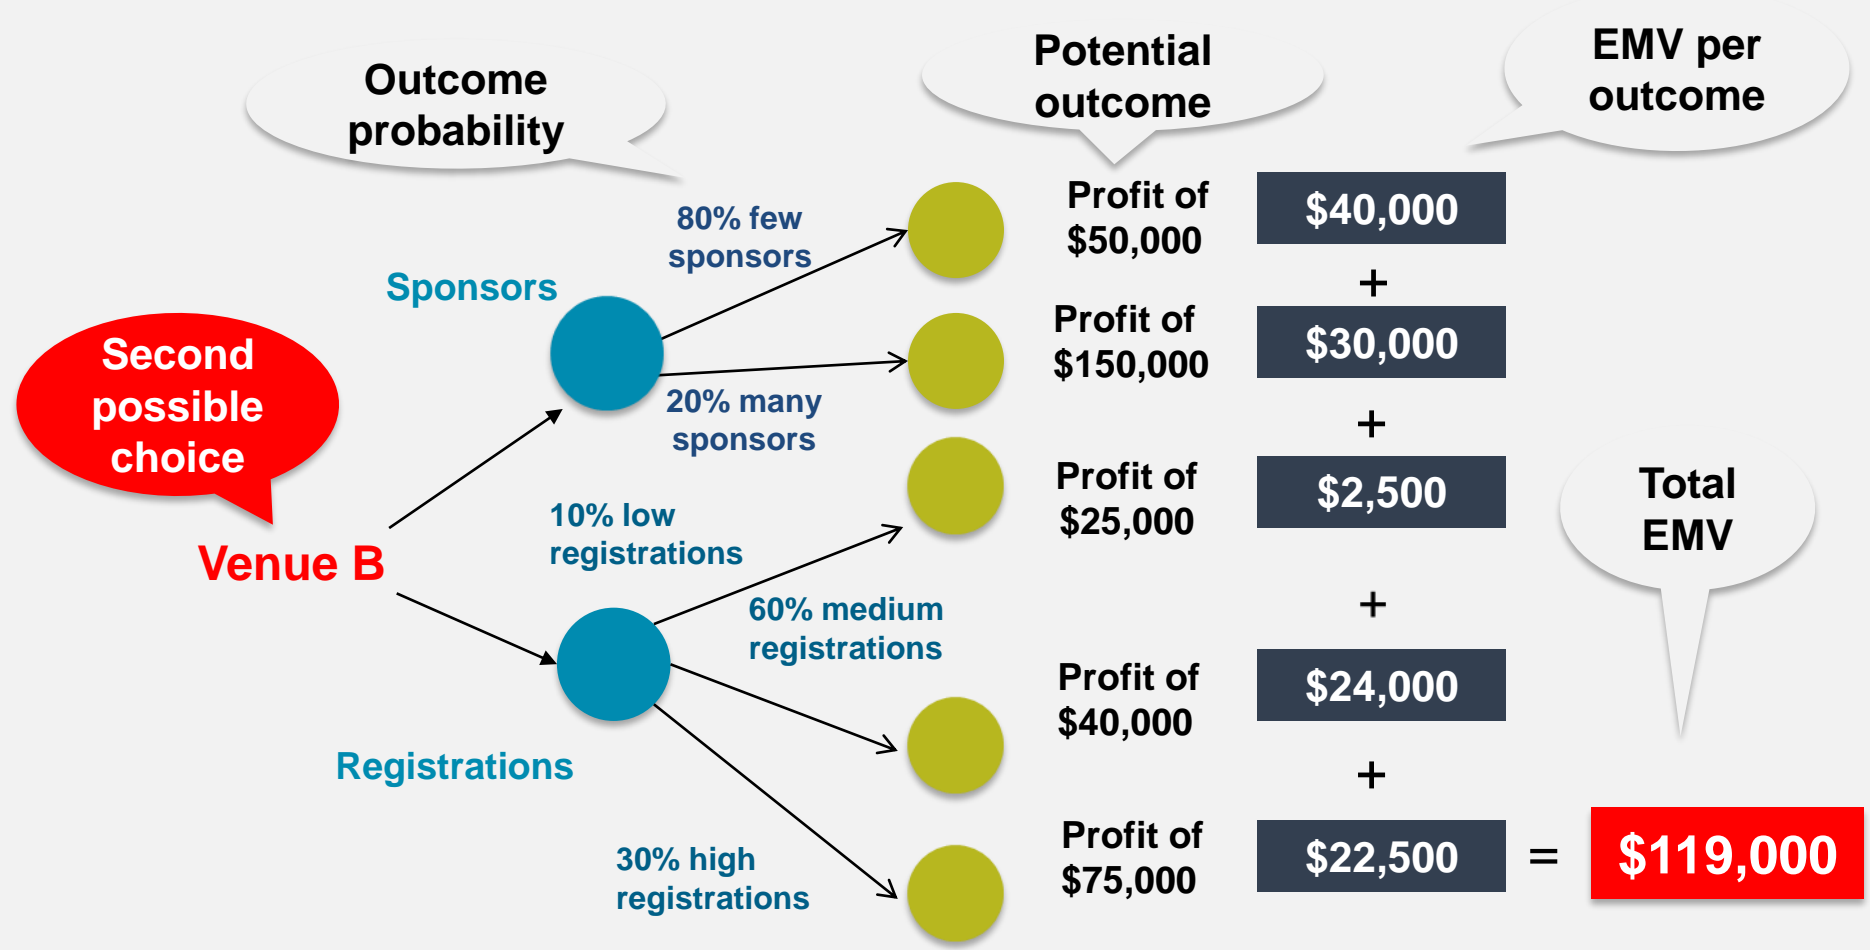 Outcome
probability
Potential
outcome
EMV per
outcome
80% few
sponsors
Profit of
$50,000
$40,000
+
Sponsors
Profit of
$150,000
$30,000
20% many
sponsors
+
Second
possible
choice
Profit of
$25,000
$2,500
Total
EMV
10% low
registrations
Venue B
60% medium
registrations
+
Profit of
$40,000
$24,000
Registrations
+
30% high
registrations
Profit of
$75,000
$22,500
=
$119,000